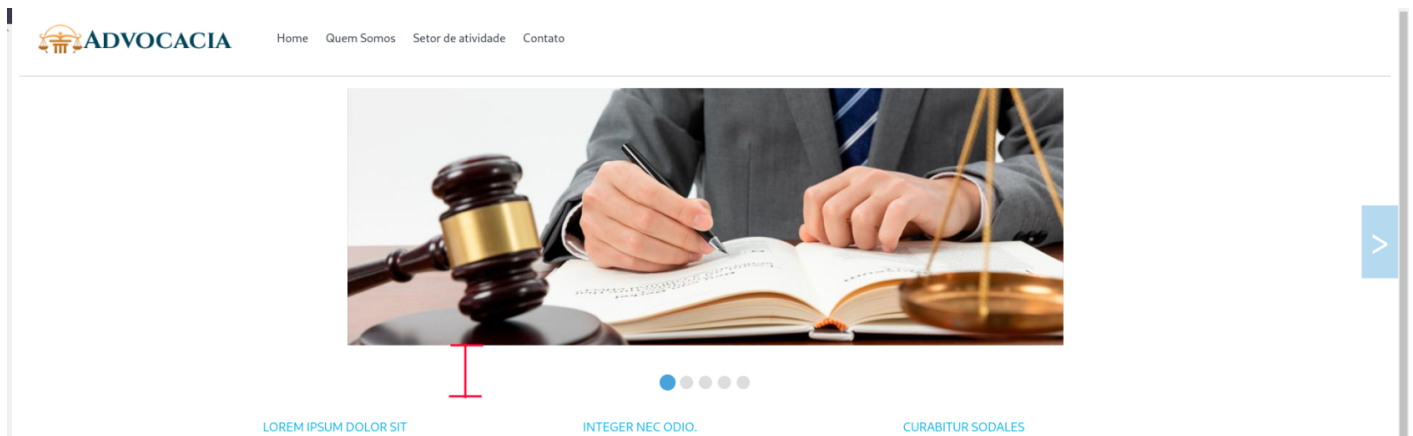 ADVOCACIA
Home Quem Somos Setor de atividade Contato
>
LOREM IPSUM DOLOR SIT INTEGER NEC ODIO. CURABITUR SODALES